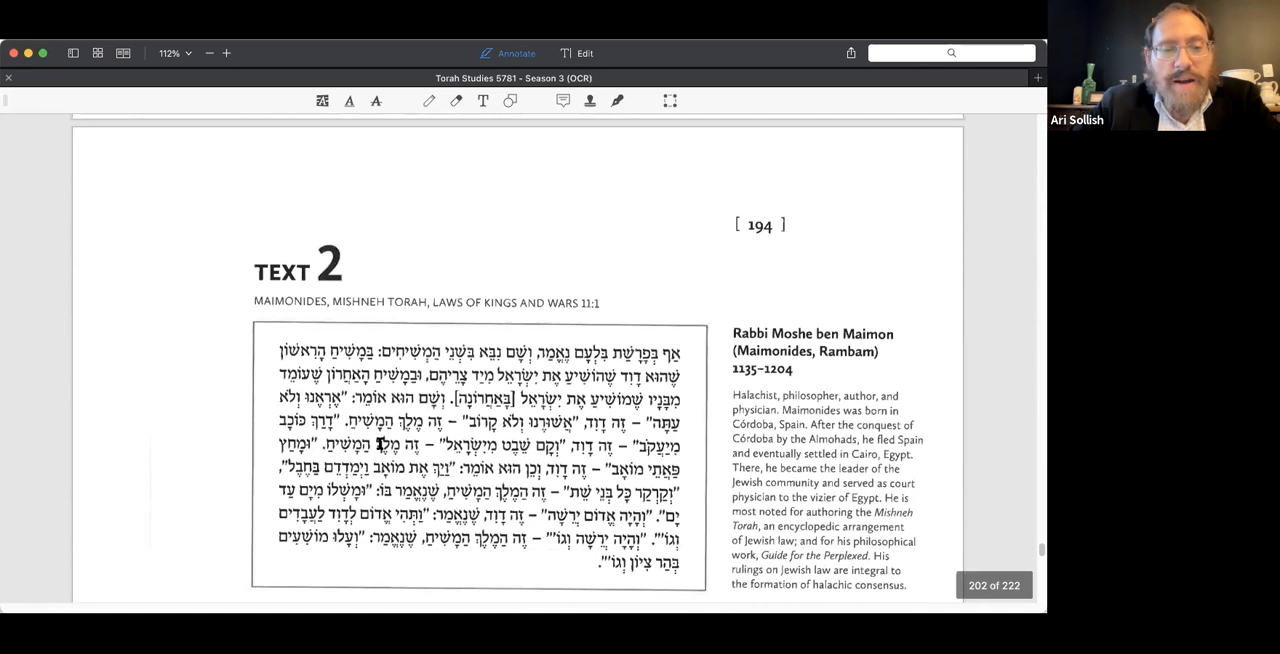 112%
Annotate
Edit
Torah Studies 5781 - Season 3 (OCR)
Ari Sollish
[ 194 ]
TEXT 2
MAIMONIDES, MISHNEH TORAH, LAWS OF KINGS AND WARS 11:1
אַף בְּפָרָשַׁת בִּלְעָם נֶאֱמַר, וְשָׁם נִבָּא בִּשְׁנֵי הַמְּשִׁיחִים: בַּמָּשִׁיחַ הָרִאשׁוֹן
שֶׁהוּא דָוִד שֶׁהוֹשִׁיעַ אֶת יִשְׂרָאֵל מִיַּד צָרֵיהֶם, וּבַמָּשִׁיחַ הָאַחֲרוֹן שֶׁעוֹמֵד
מִבָּנָיו שֶׁמּוֹשִׁיעַ אֶת יִשְׂרָאֵל [בָּאַחֲרוֹנָה]. וְשָׁם הוּא אוֹמֵר: "אֶרְאֶנּוּ וְלֹא
עַתָּה" – זֶה דָוִד, "אֲשׁוּרֶנּוּ וְלֹא קָרוֹב" – זֶה מֶלֶךְ הַמָּשִׁיחַ. "דָּרַךְ כּוֹכָב
מִיַּעֲקֹב" – זֶה דָוִד, "וְקָם שֵׁבֶט מִיִּשְׂרָאֵל" – זֶה מֶלֶךְ הַמָּשִׁיחַ. "וּמָחַץ
פַּאֲתֵי מוֹאָב" – זֶה דָוִד, וְכֵן הוּא אוֹמֵר: "וַיַּךְ אֶת מוֹאָב וַיְמַדְּדֵם בַּחֶבֶל",
"וְקַרְקַר כָּל בְּנֵי שֵׁת" – זֶה הַמֶּלֶךְ הַמָּשִׁיחַ, שֶׁנֶּאֱמַר בּוֹ: "וּמָשְׁלוֹ מִיָּם עַד
יָם". "וְהָיָה אֱדוֹם יְרֵשָׁה" – זֶה דָוִד, שֶׁנֶּאֱמַר: "וַתְּהִי אֱדוֹם לְדָוִד לַעֲבָדִים
וְגוֹ'". "וְהָיָה יְרֵשָׁה וְגוֹ'" – זֶה הַמֶּלֶךְ הַמָּשִׁיחַ, שֶׁנֶּאֱמַר: "וְעָלוּ מוֹשִׁעִים
בְּהַר צִיּוֹן וְגוֹ'".
Rabbi Moshe ben Maimon
(Maimonides, Rambam)
1135–1204
Halachist, philosopher, author, and
physician. Maimonides was born in
Córdoba, Spain. After the conquest of
Córdoba by the Almohads, he fled Spain
and eventually settled in Cairo, Egypt.
There, he became the leader of the
Jewish community and served as court
physician to the vizier of Egypt. He is
most noted for authoring the Mishneh
Torah, an encyclopedic arrangement
of Jewish law; and for his philosophical
work, Guide for the Perplexed. His
rulings on Jewish law are integral to
the formation of halachic consensus.
202 of 222